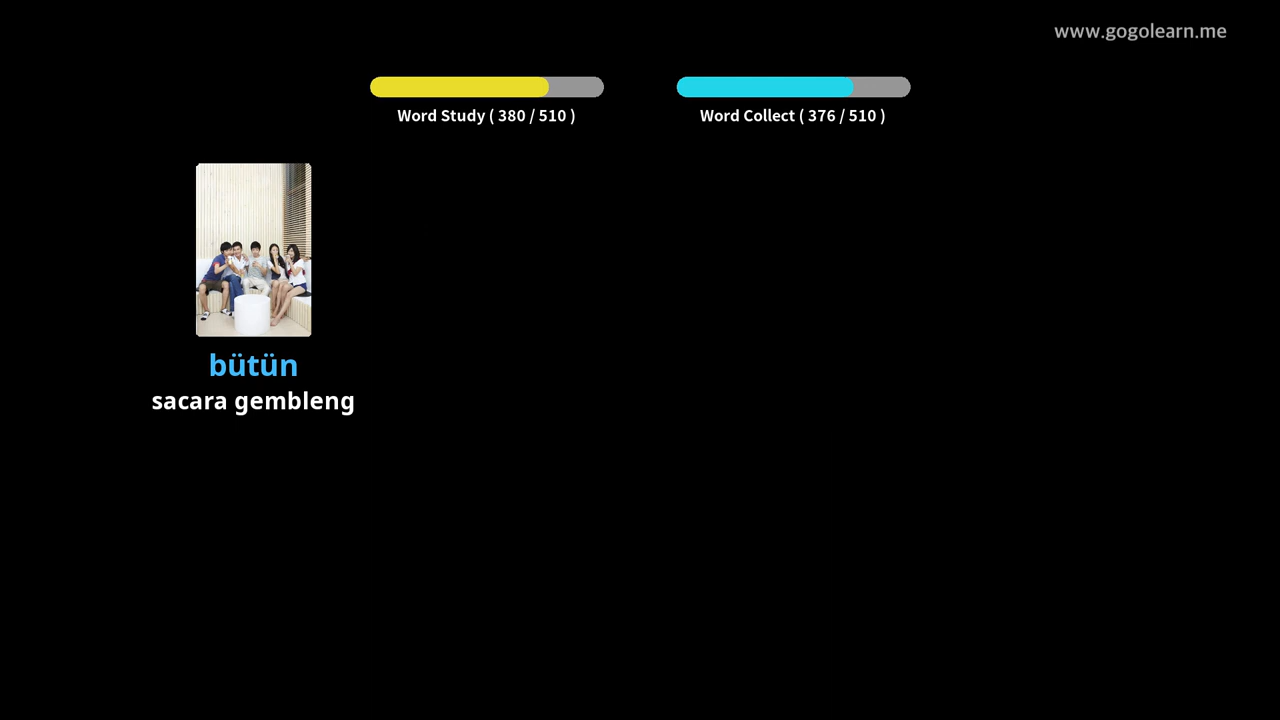 www.gogolearn.me
Word Study ( 380 / 510 )
Word Collect ( 376 / 510 )
bütün
sacara gembleng